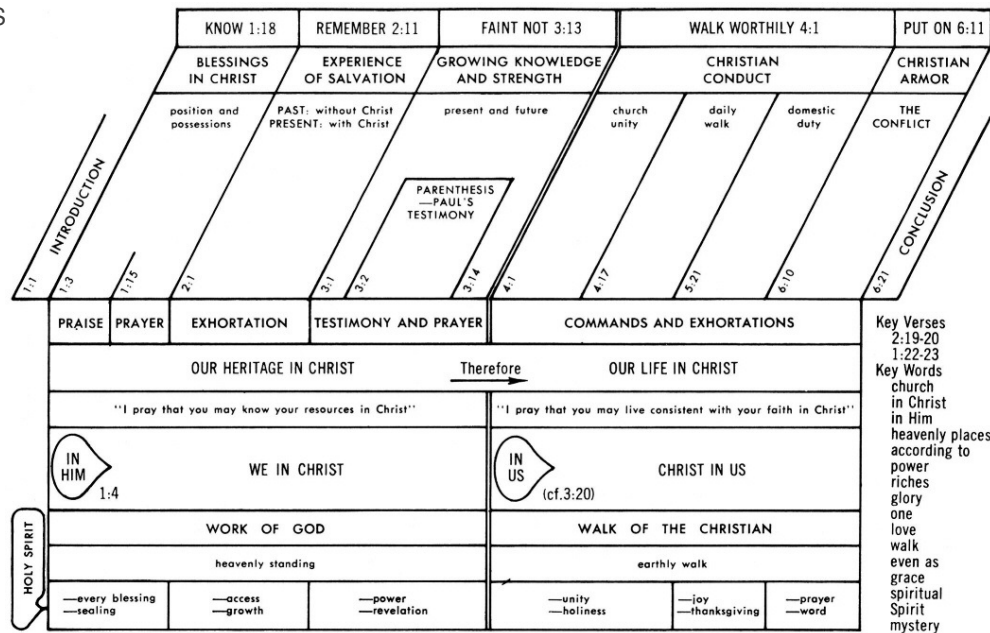 S
KNOW 1:18
REMEMBER 2:11
FAINT NOT 3:13
WALK WORTHILY 4:1
PUT ON 6:11
BLESSINGS
IN CHRIST
EXPERIENCE
OF SALVATION
GROWING KNOWLEDGE
AND STRENGTH
CHRISTIAN
CONDUCT
CHRISTIAN
ARMOR
position and
possessions
PAST: without Christ
PRESENT: with Christ
present and future
church
unity
daily
walk
domestic
duty
THE
CONFLICT
PARENTHESIS
—PAUL'S
TESTIMONY
INTRODUCTION
CONCLUSION
1:1
1:3
1:15
2:1
3:1
3:2
3:14
4:1
4:17
5:21
6:10
6:21
PRAISE
PRAYER
EXHORTATION
TESTIMONY AND PRAYER
COMMANDS AND EXHORTATIONS
OUR HERITAGE IN CHRIST
Therefore
OUR LIFE IN CHRIST
"I pray that you may know your resources in Christ"
"I pray that you may live consistent with your faith in Christ"
IN
HIM
1:4
WE IN CHRIST
IN
US
(cf.3:20)
CHRIST IN US
WORK OF GOD
WALK OF THE CHRISTIAN
heavenly standing
earthly walk
HOLY SPIRIT
—every blessing
—sealing
—access
—growth
—power
—revelation
—unity
—holiness
—joy
—thanksgiving
—prayer
—word
Key Verses
2:19-20
1:22-23
Key Words
church
in Christ
in Him
heavenly places
according to
power
riches
glory
one
love
walk
even as
grace
spiritual
Spirit
mystery